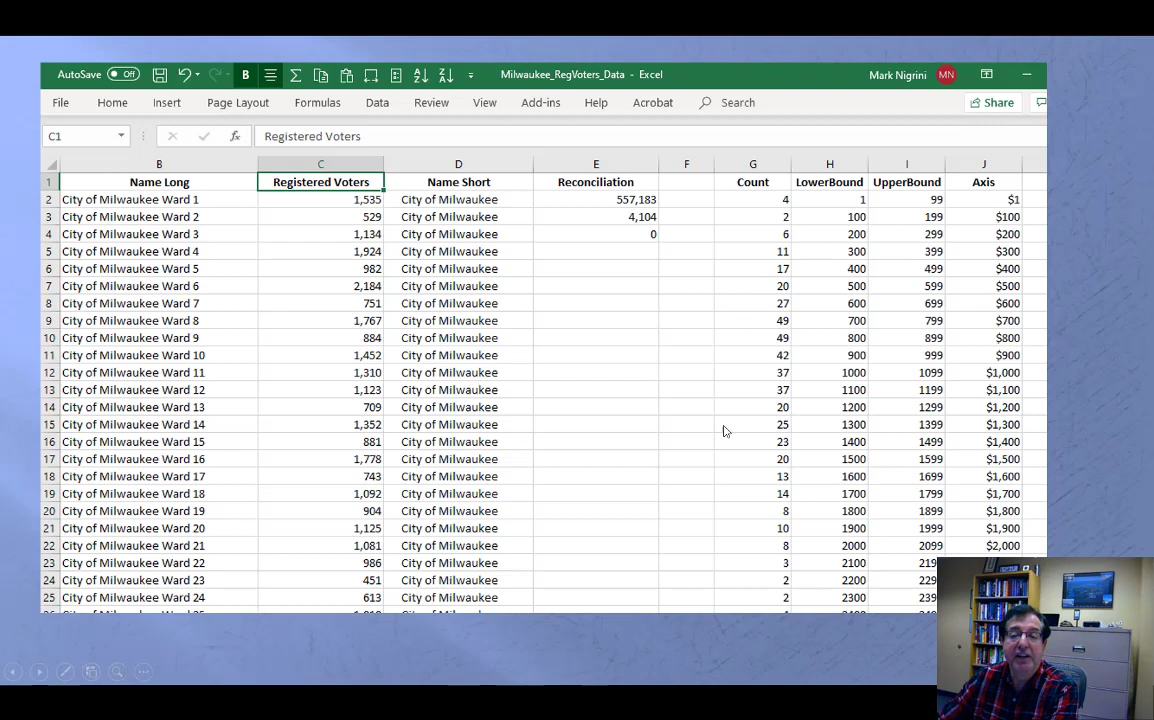 AutoSave Off Milwaukee_RegVoters_Data - Excel Mark Nigrini MN
File Home Insert Page Layout Formulas Data Review View Add-ins Help Acrobat Search Share
C1 fx Registered Voters
B C D E F G H I J
1 Name Long Registered Voters Name Short Reconciliation Count LowerBound UpperBound Axis
2 City of Milwaukee Ward 1 1,535 City of Milwaukee 557,183 4 1 99 $1
3 City of Milwaukee Ward 2 529 City of Milwaukee 4,104 2 100 199 $100
4 City of Milwaukee Ward 3 1,134 City of Milwaukee 0 6 200 299 $200
5 City of Milwaukee Ward 4 1,924 City of Milwaukee 11 300 399 $300
6 City of Milwaukee Ward 5 982 City of Milwaukee 17 400 499 $400
7 City of Milwaukee Ward 6 2,184 City of Milwaukee 20 500 599 $500
8 City of Milwaukee Ward 7 751 City of Milwaukee 27 600 699 $600
9 City of Milwaukee Ward 8 1,767 City of Milwaukee 49 700 799 $700
10 City of Milwaukee Ward 9 884 City of Milwaukee 49 800 899 $800
11 City of Milwaukee Ward 10 1,452 City of Milwaukee 42 900 999 $900
12 City of Milwaukee Ward 11 1,310 City of Milwaukee 37 1000 1099 $1,000
13 City of Milwaukee Ward 12 1,123 City of Milwaukee 37 1100 1199 $1,100
14 City of Milwaukee Ward 13 709 City of Milwaukee 20 1200 1299 $1,200
15 City of Milwaukee Ward 14 1,352 City of Milwaukee 25 1300 1399 $1,300
16 City of Milwaukee Ward 15 881 City of Milwaukee 23 1400 1499 $1,400
17 City of Milwaukee Ward 16 1,778 City of Milwaukee 20 1500 1599 $1,500
18 City of Milwaukee Ward 17 743 City of Milwaukee 13 1600 1699 $1,600
19 City of Milwaukee Ward 18 1,092 City of Milwaukee 14 1700 1799 $1,700
20 City of Milwaukee Ward 19 904 City of Milwaukee 8 1800 1899 $1,800
21 City of Milwaukee Ward 20 1,125 City of Milwaukee 10 1900 1999 $1,900
22 City of Milwaukee Ward 21 1,081 City of Milwaukee 8 2000 2099 $2,000
23 City of Milwaukee Ward 22 986 City of Milwaukee 3 2100
24 City of Milwaukee Ward 23 451 City of Milwaukee 2 2200
25 City of Milwaukee Ward 24 613 City of Milwaukee 2 2300